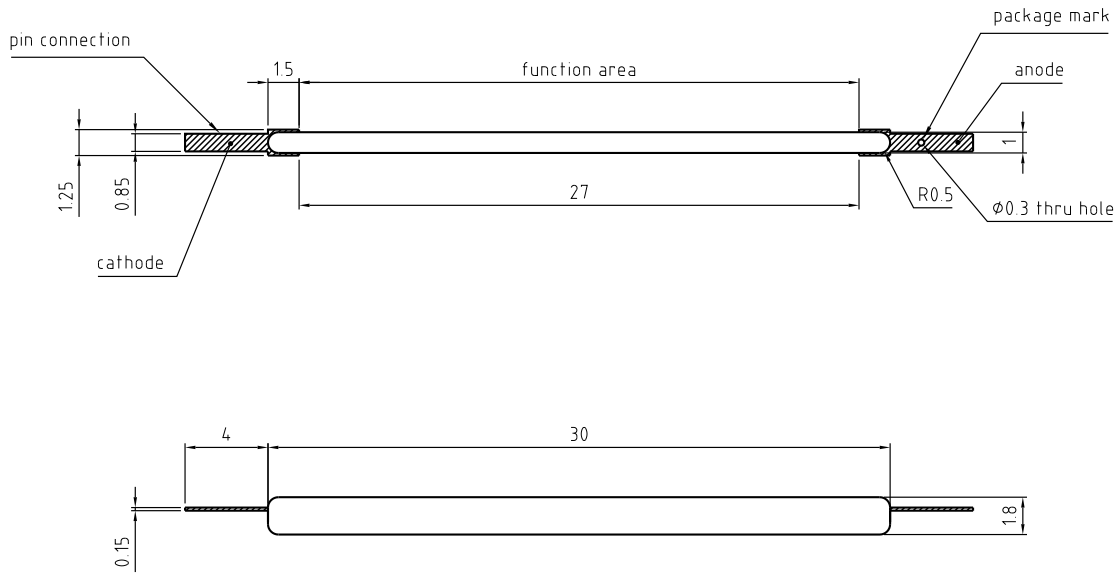 package mark
pin connection
1.5
function area
anode
1.25
0.85
1
27
R0.5
Ø0.3 thru hole
cathode
4
30
0.15
1.8